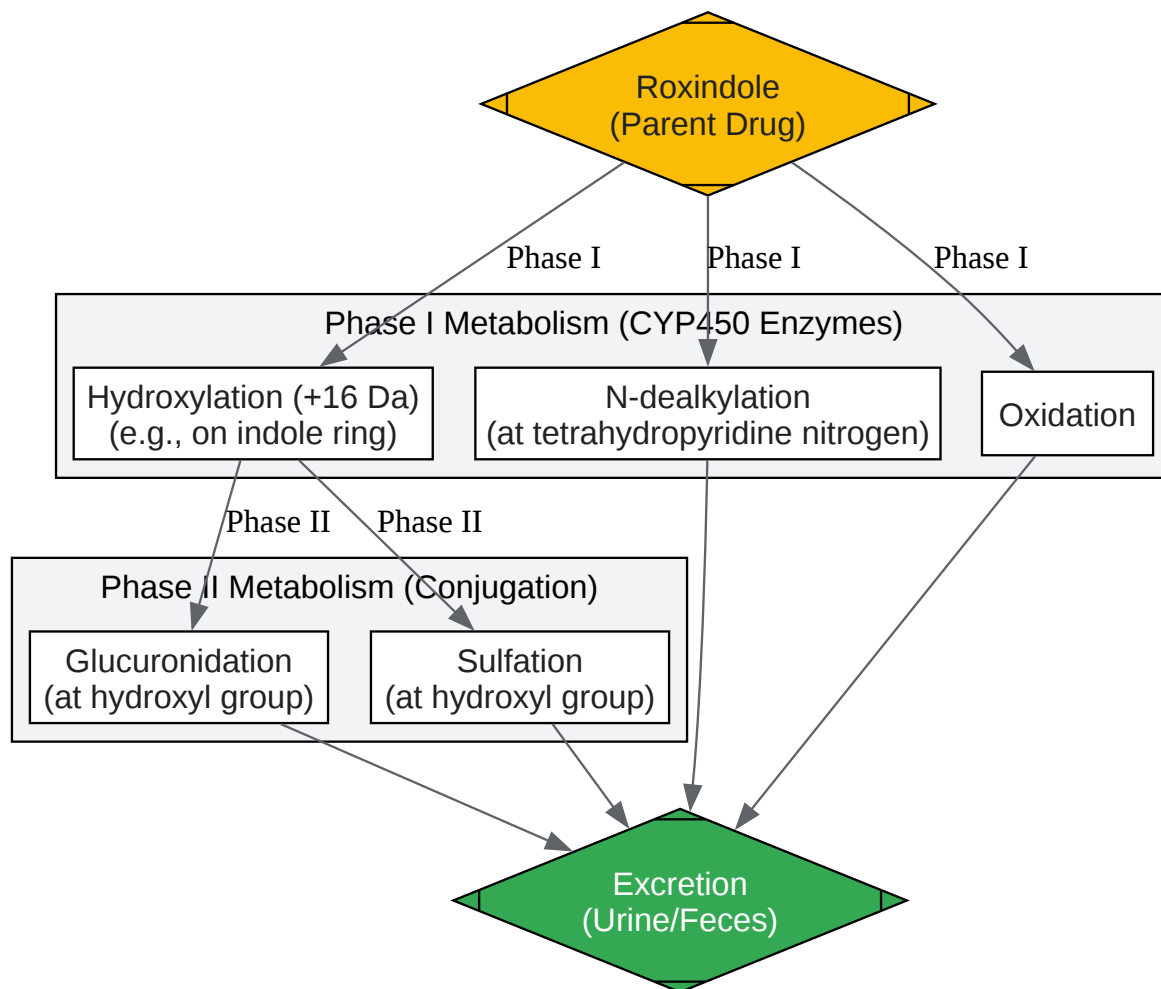 Roxindole
(Parent Drug)
Phase I
Phase I
Phase I
Phase I Metabolism (CYP450 Enzymes)
Hydroxylation (+16 Da)
(e.g., on indole ring)
N-dealkylation
(at tetrahydropyridine nitrogen)
Oxidation
Phase II
Phase II
Phase II Metabolism (Conjugation)
Glucuronidation
(at hydroxyl group)
Sulfation
(at hydroxyl group)
Excretion
(Urine/Feces)